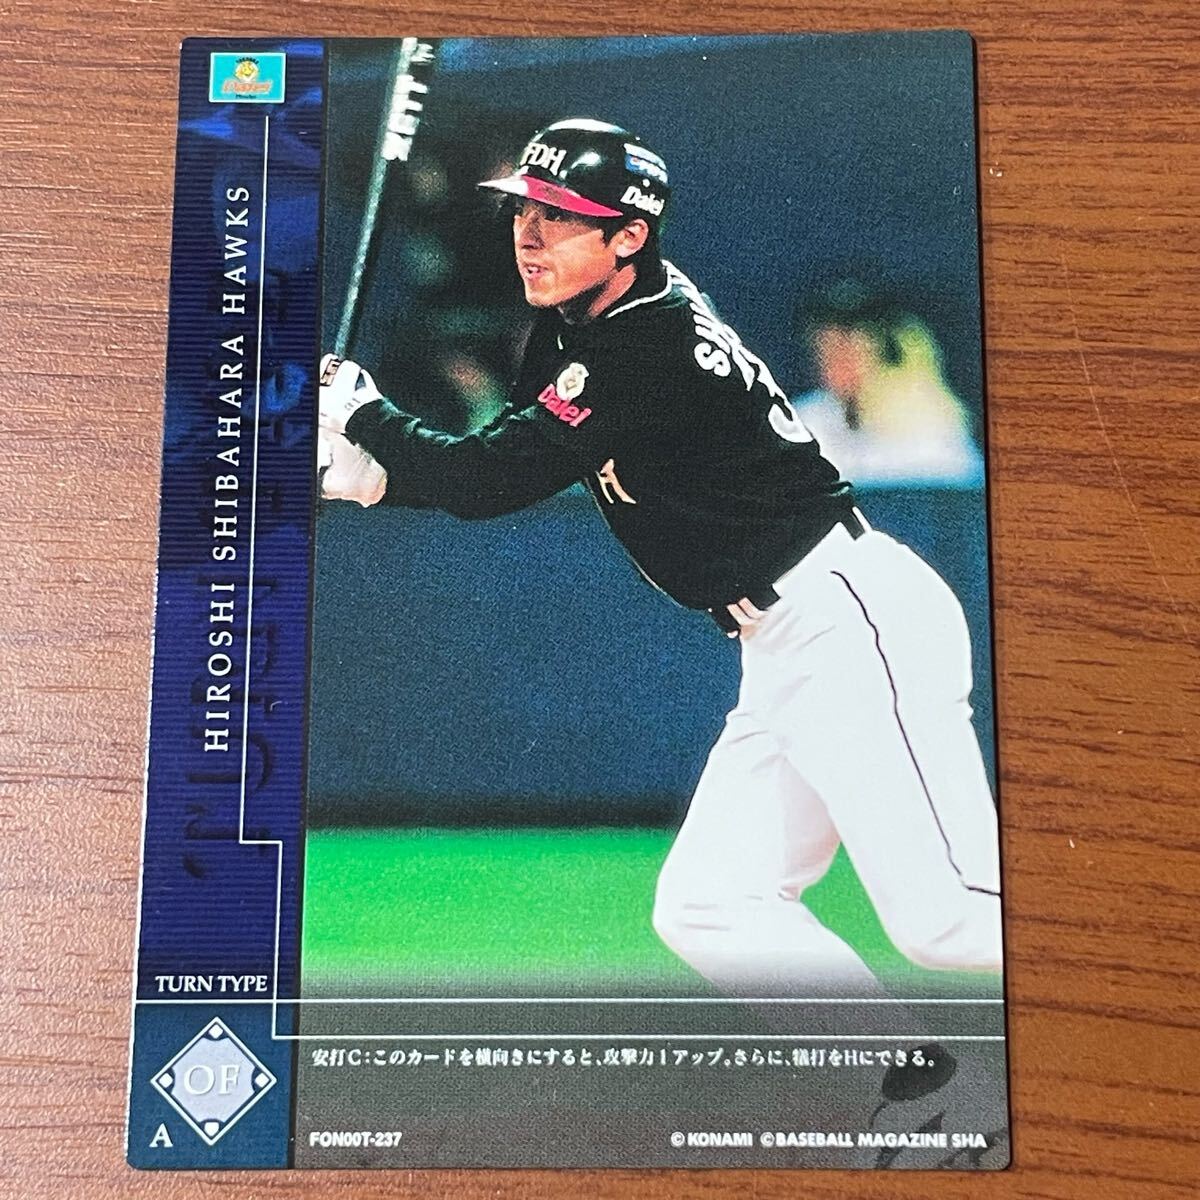 Daiei
HIROSHI SHIBAHARA HAWKS
ZETT
FDH
Daiei
Daiei
TURN TYPE
OF
A
安打C:このカードを横向きにすると、攻撃力1アップ。さらに、犠打をHにできる。
FON00T-237
©KONAMI ©BASEBALL MAGAZINE SHA